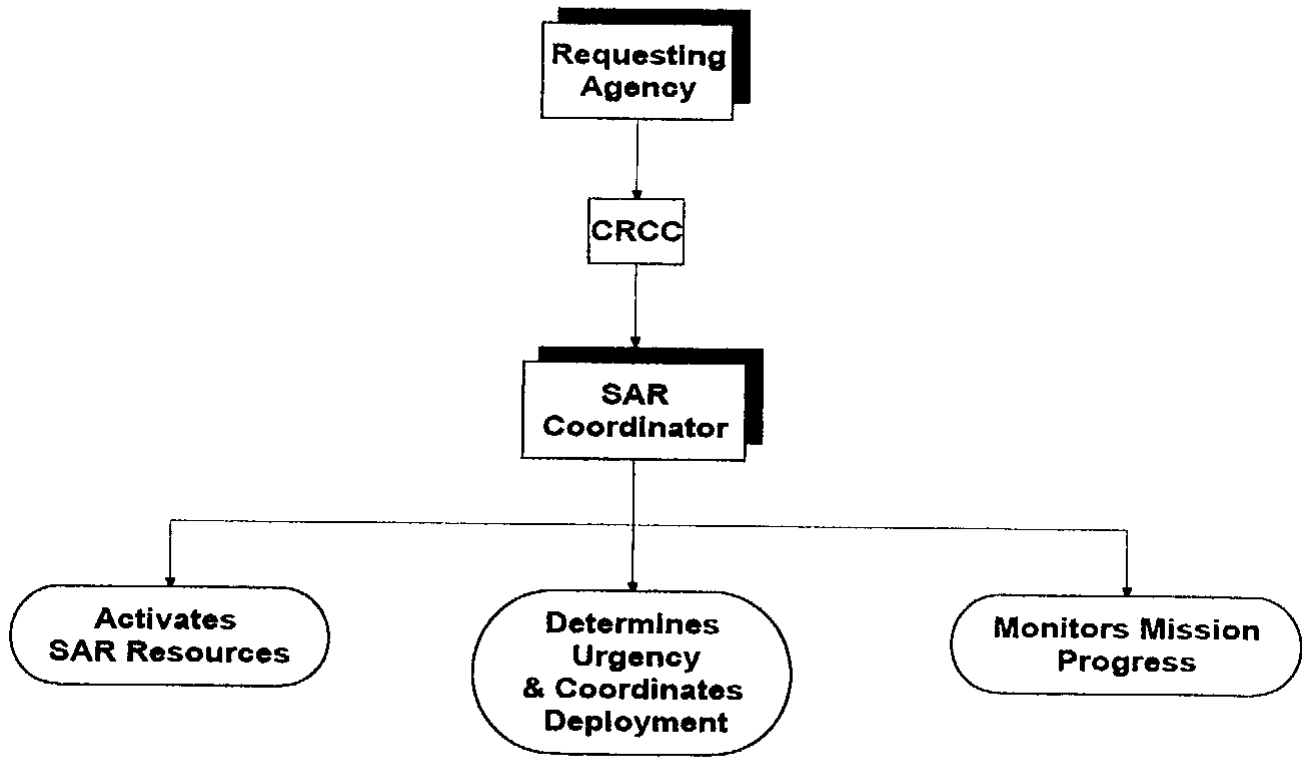 Requesting
Agency
CRCC
SAR
Coordinator
Activates
SAR Resources
Determines
Urgency
& Coordinates
Deployment
Monitors Mission
Progress